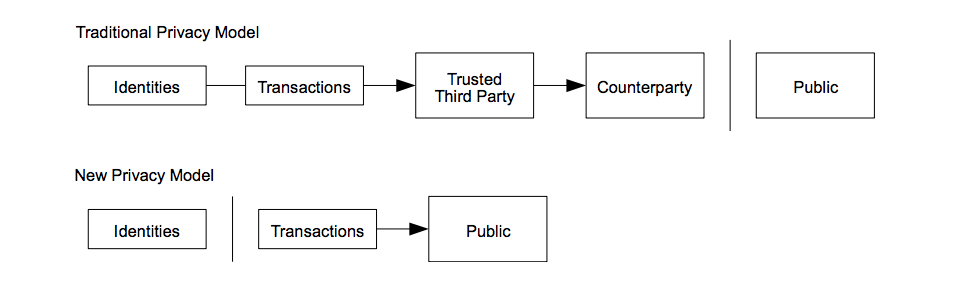 Traditional Privacy Model
Identities
Transactions
Trusted
Third Party
Counterparty
Public
New Privacy Model
Identities
Transactions
Public